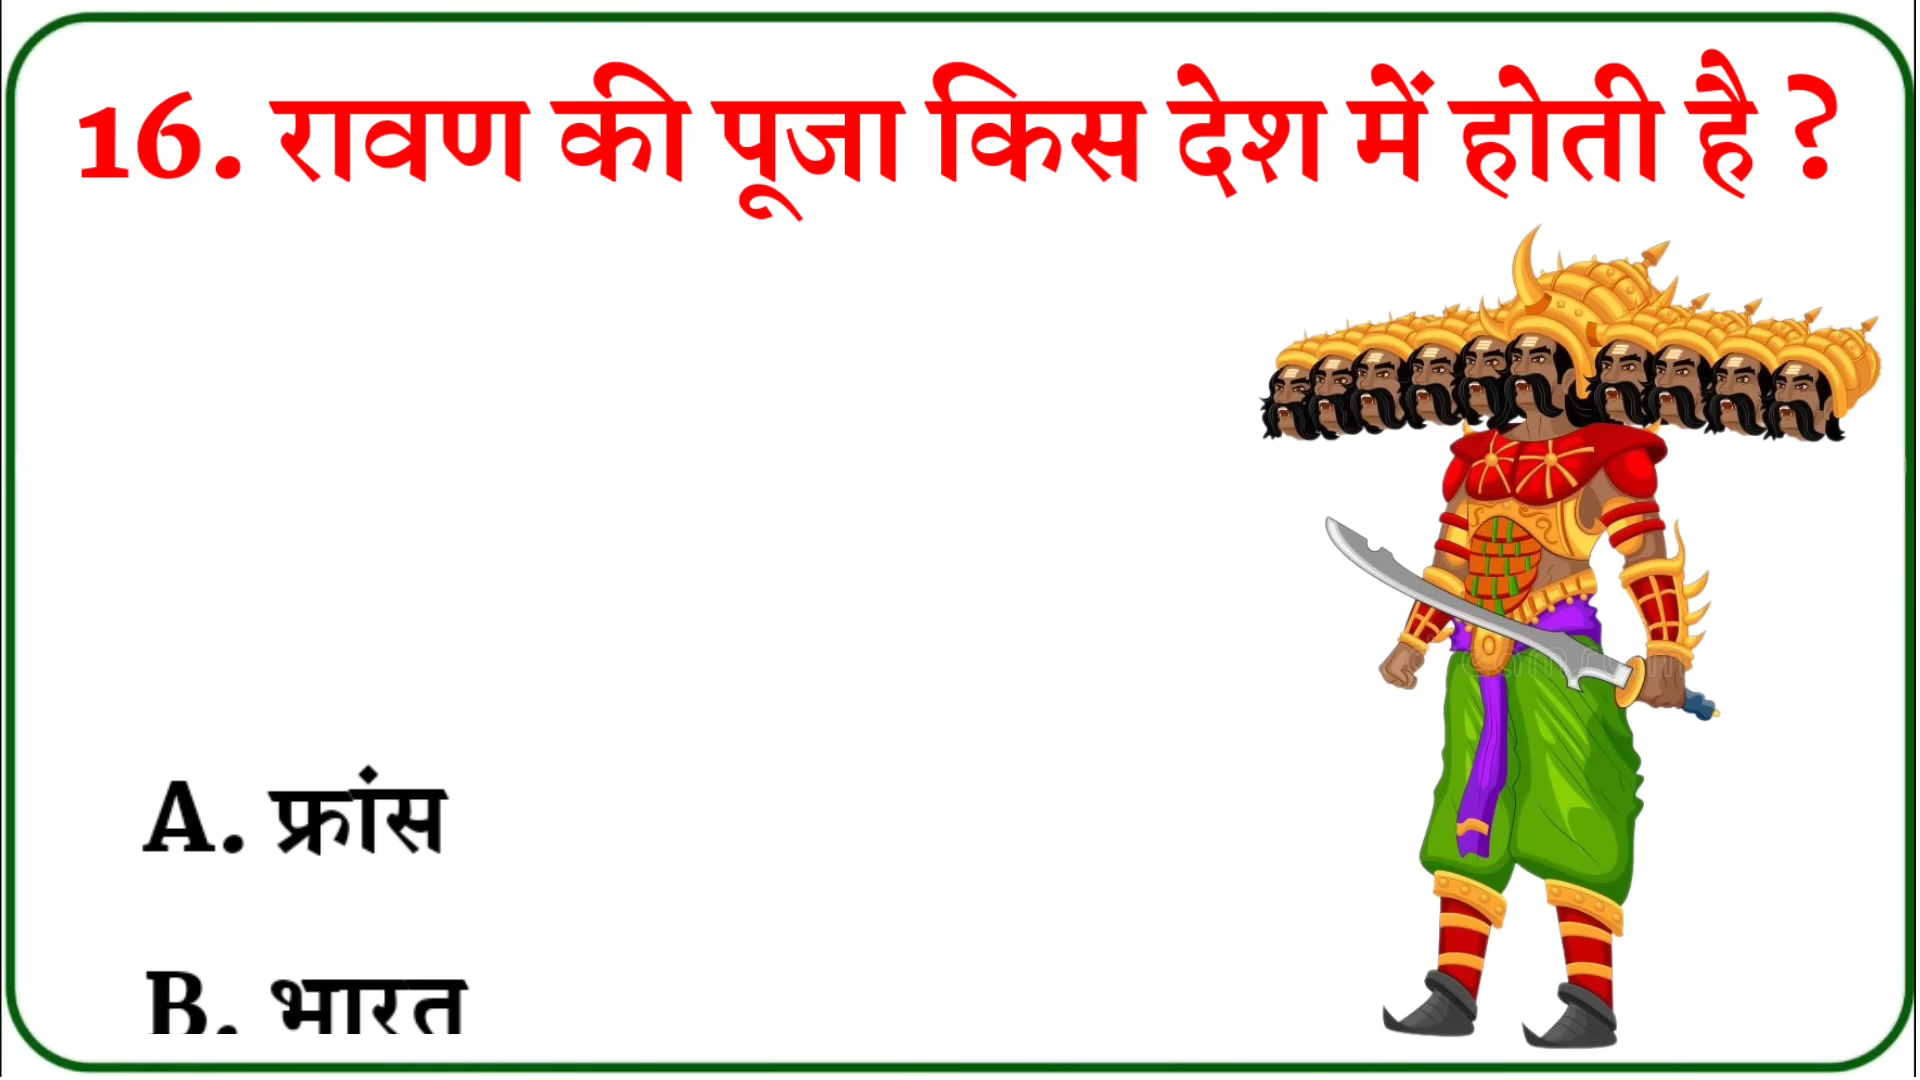 16. रावण की पूजा किस देश में होती है ?
A. फ्रांस
B. भारत